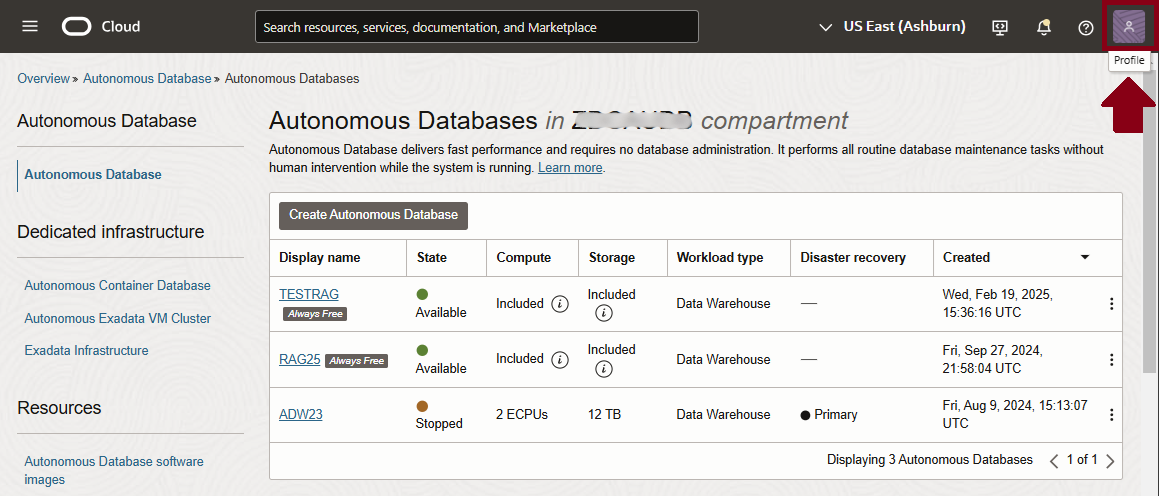 Cloud
Search resources, services, documentation, and Marketplace
US East (Ashburn)
Profile
Overview » Autonomous Database » Autonomous Databases
Autonomous Database
Autonomous Database
Dedicated infrastructure
Autonomous Container Database
Autonomous Exadata VM Cluster
Exadata Infrastructure
Resources
Autonomous Database software
images
Autonomous Databases in compartment
Autonomous Database delivers fast performance and requires no database administration. It performs all routine database maintenance tasks without
human intervention while the system is running. Learn more.
Create Autonomous Database
Display name State Compute Storage Workload type Disaster recovery Created
TESTRAG Always Free Available Included Included Data Warehouse — Wed, Feb 19, 2025,
15:36:16 UTC
RAG25 Always Free Available Included Included Data Warehouse — Fri, Sep 27, 2024,
21:58:04 UTC
ADW23 Stopped 2 ECPUs 12 TB Data Warehouse Primary Fri, Aug 9, 2024, 15:13:07
UTC
Displaying 3 Autonomous Databases < 1 of 1 >